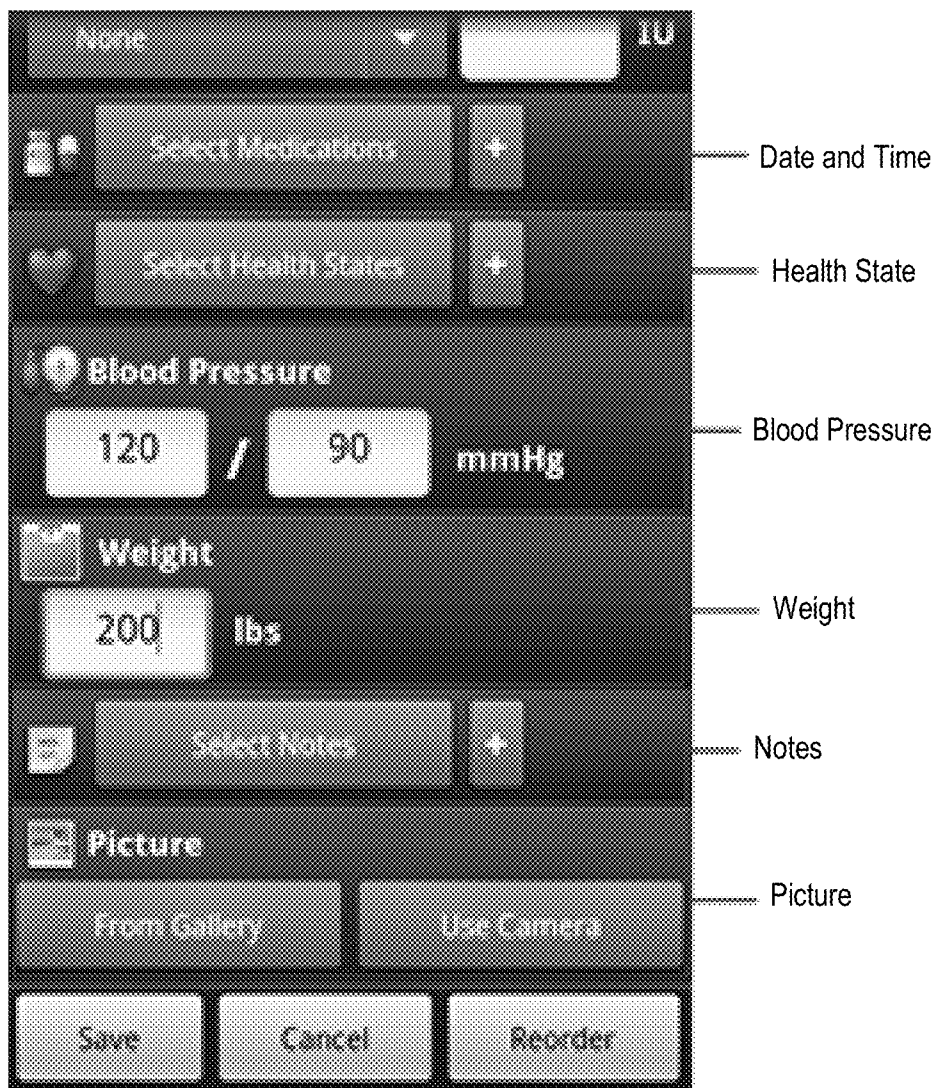 None IU
Select Medications +
Date and Time
Select Health States +
Health State
Blood Pressure
120 / 90 mmHg
Blood Pressure
Weight
200 lbs
Weight
Select Notes +
Notes
Picture
From Gallery Use Camera
Picture
Save Cancel Reorder